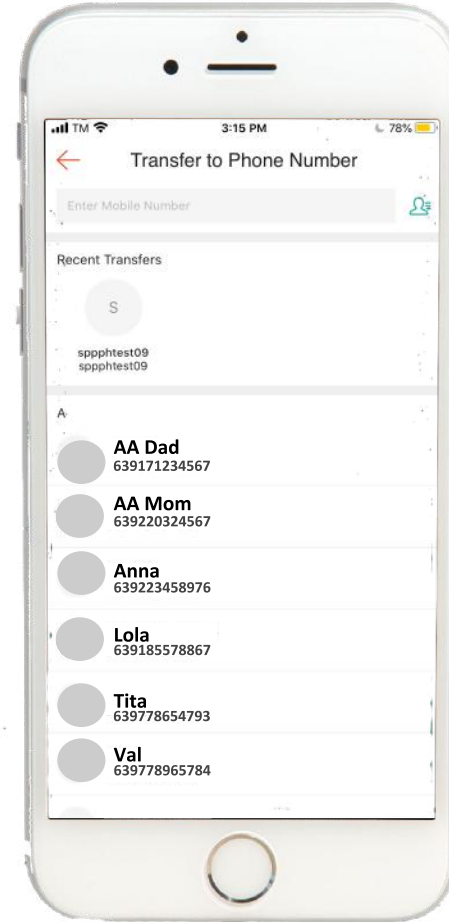 TM
3:15 PM
78%
Transfer to Phone Number
Enter Mobile Number
Recent Transfers
S
sppphtest09
sppphtest09
A
AA Dad
639171234567
AA Mom
639220324567
Anna
639223458976
Lola
639185578867
Tita
639778654793
Val
639778965784